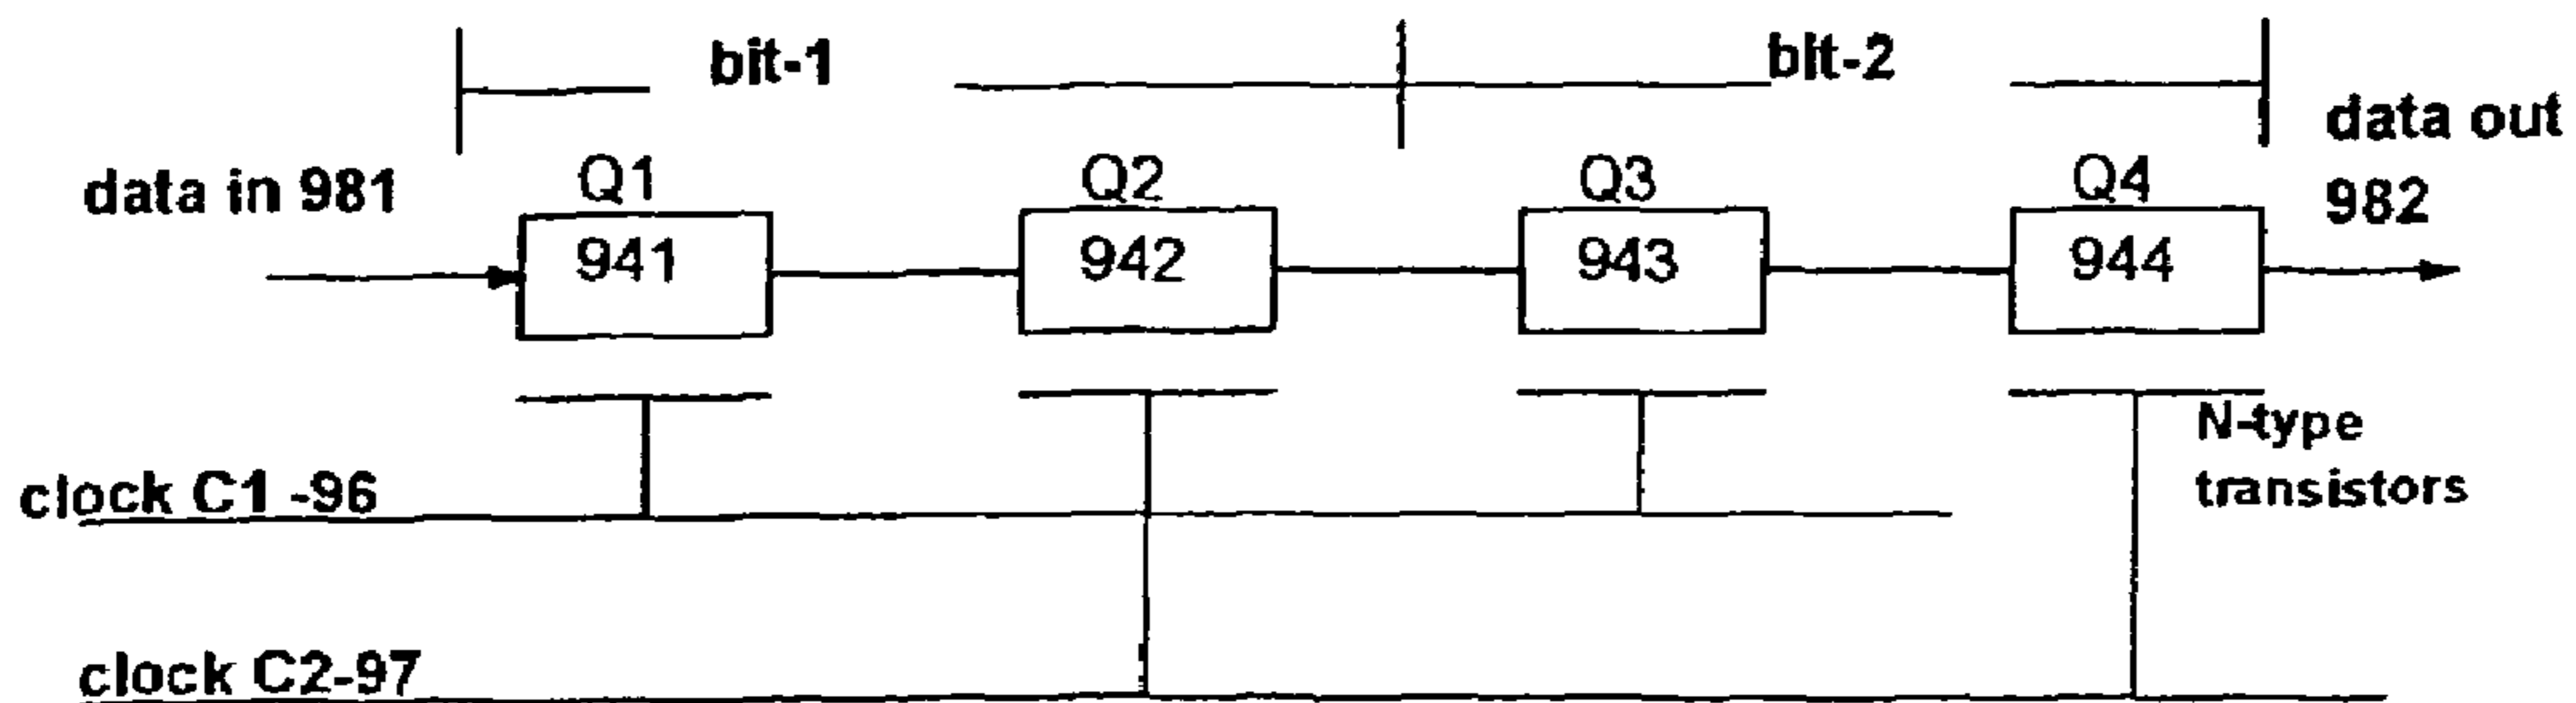 bit-1
bit-2
data in 981
data out
982
Q1
Q2
Q3
Q4
941
942
943
944
N-type
transistors
clock C1 -96
clock C2-97